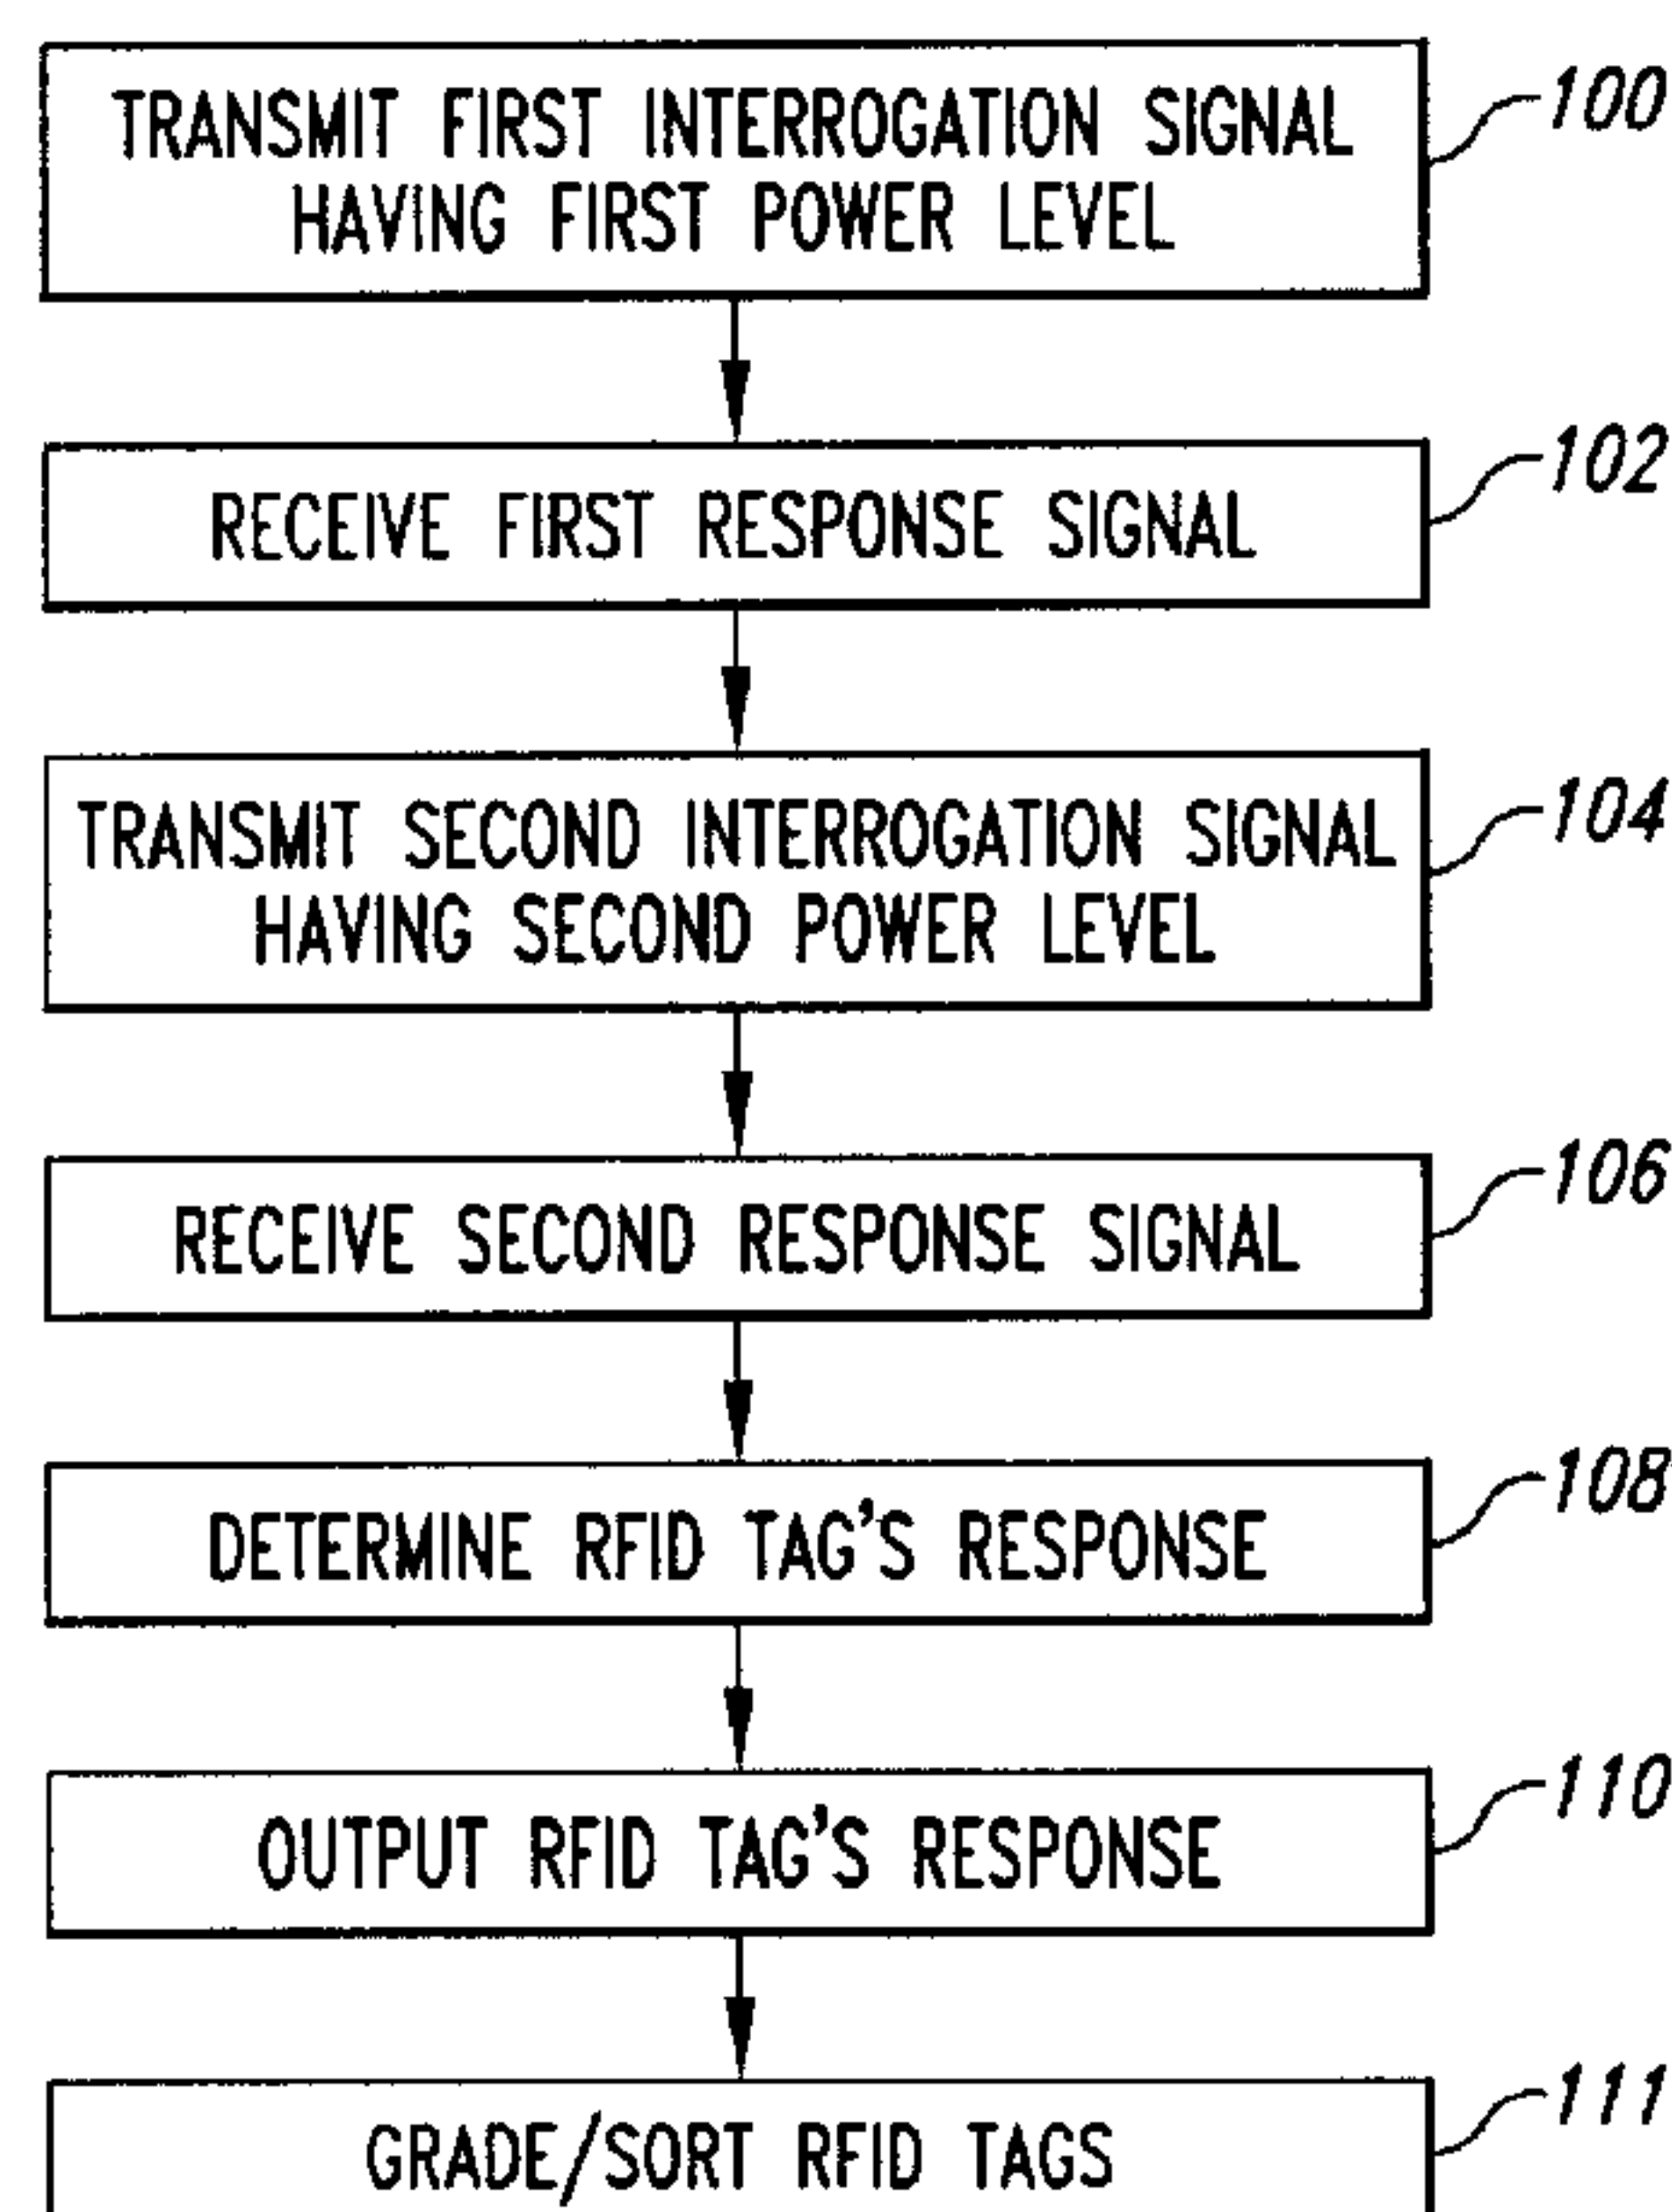 TRANSMIT FIRST INTERROGATION SIGNAL
HAVING FIRST POWER LEVEL
100
RECEIVE FIRST RESPONSE SIGNAL
102
TRANSMIT SECOND INTERROGATION SIGNAL
HAVING SECOND POWER LEVEL
104
RECEIVE SECOND RESPONSE SIGNAL
106
DETERMINE RFID TAG'S RESPONSE
108
OUTPUT RFID TAG'S RESPONSE
110
GRADE/SORT RFID TAGS
111